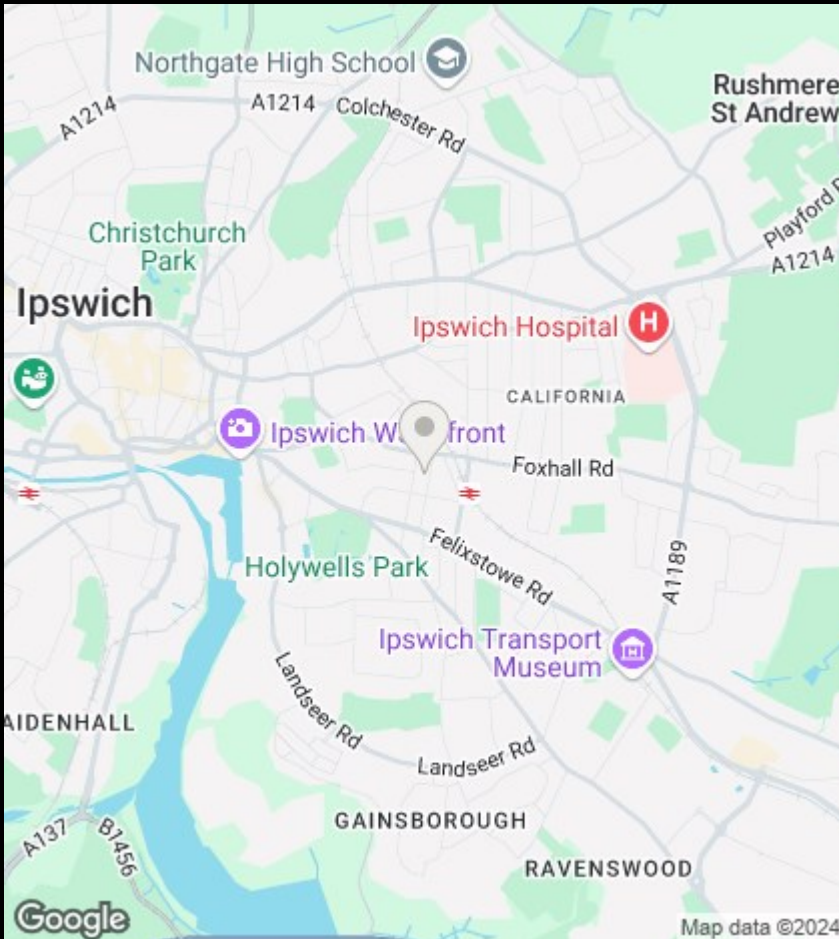 Northgate High School
Rushmere
St Andrew
A1214
A1214
Colchester Rd
Playford
A1214
Christchurch
Park
Ipswich
Ipswich Hospital
H
CALIFORNIA
Ipswich W
front
Foxhall Rd
Holywells Park
Felixstowe Rd
A1189
Ipswich Transport
Museum
AIDENHALL
Landseer Rd
Landseer Rd
GAINSBOROUGH
A137
B1456
RAVENSWOOD
Google
Map data ©2024